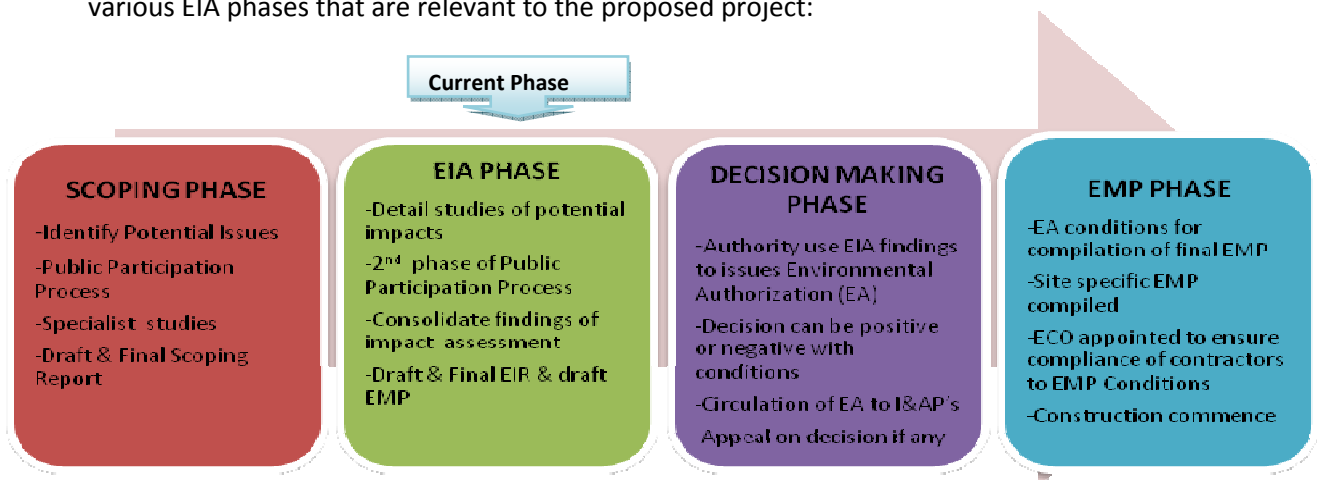 various EIA phases that are relevant to the proposed project:
Current Phase
SCOPING PHASE
-Identify Potential Issues
-Public Participation
Process
-Specialist studies
-Draft & Final Scoping
Report
EIA PHASE
-Detail studies of potential
impacts
-2nd phase of Public
Participation Process
-Consolidate findings of
impact assessment
-Draft & Final EIR & draft
EMP
DECISION MAKING
PHASE
-Authority use EIA findings
to issues Environmental
Authorization (EA)
-Decision can be positive
or negative with
conditions
-Circulation of EA to I&AP's
Appeal on decision if any
EMP PHASE
-EA conditions for
compilation of final EMP
-Site specific EMP
compiled
-ECO appointed to ensure
compliance of contractors
to EMP Conditions
-Construction commence